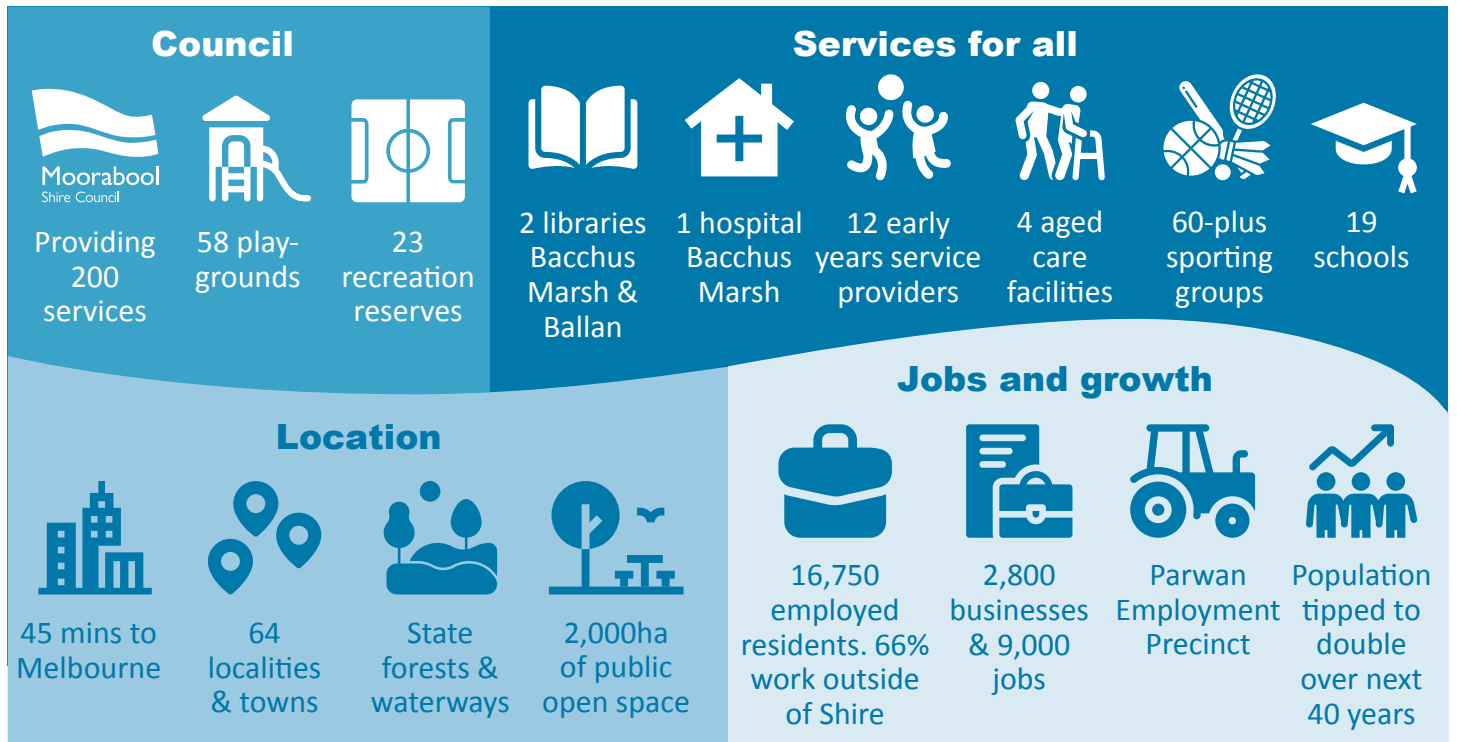 Council
Moorabool
Shire Council
Providing
200
services
58 play-
grounds
23
recreation
reserves
Services for all
2 libraries
Bacchus
Marsh &
Ballan
1 hospital
Bacchus
Marsh
12 early
years service
providers
4 aged
care
facilities
60-plus
sporting
groups
19
schools
Location
45 mins to
Melbourne
64
localities
& towns
State
forests &
waterways
2,000ha
of public
open space
Jobs and growth
16,750
employed
residents. 66%
work outside
of Shire
2,800
businesses
& 9,000
jobs
Parwan
Employment
Precinct
Population
tipped to
double
over next
40 years